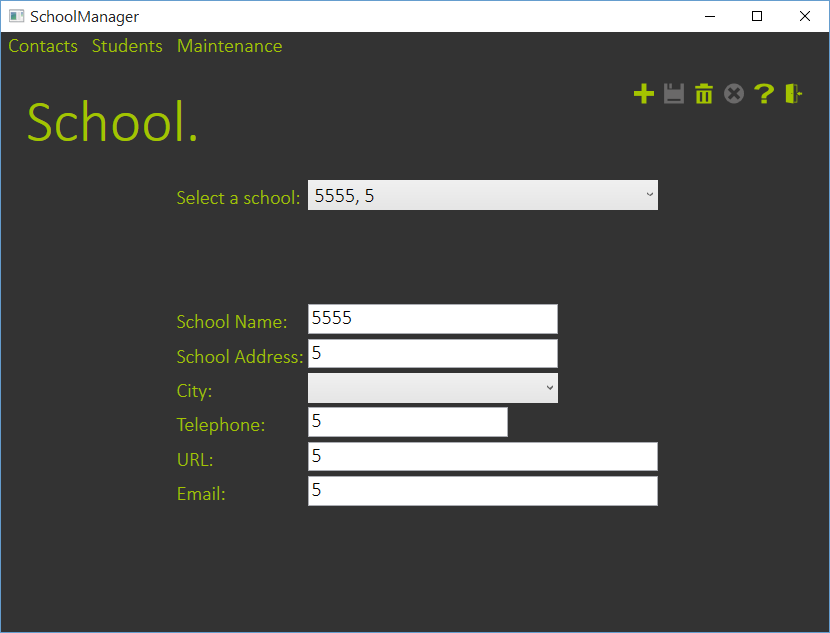 SchoolManager
Contacts Students Maintenance
School.
Select a school: 5555, 5
School Name: 5555
School Address: 5
City:
Telephone: 5
URL: 5
Email: 5